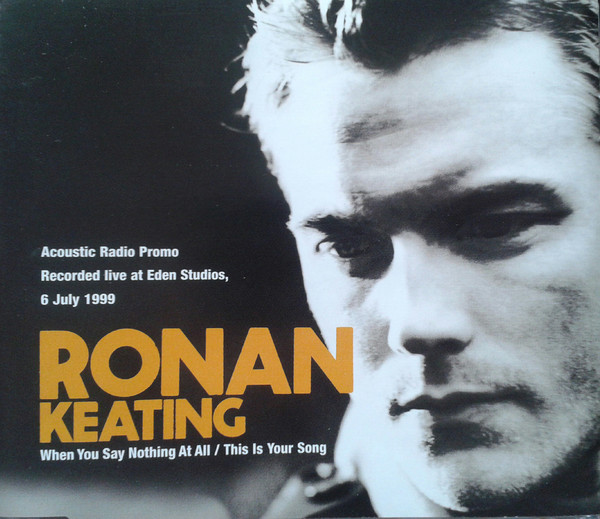 Acoustic Radio Promo
Recorded live at Eden Studios,
6 July 1999
RONAN
KEATING
When You Say Nothing At All / This Is Your Song